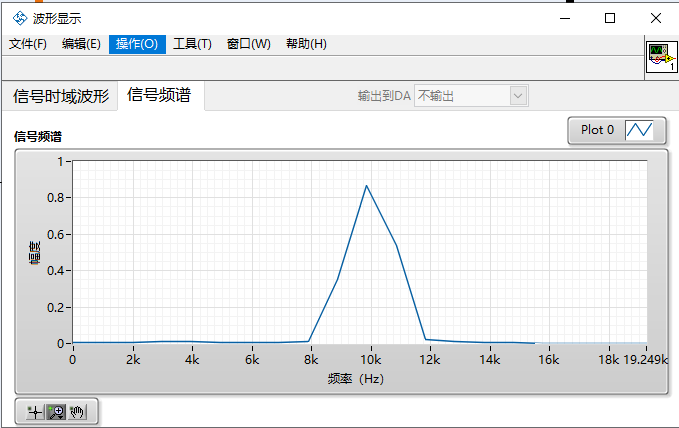 波形显示
文件(F) 编辑(E) 操作(O) 工具(T) 窗口(W) 帮助(H)
1
信号时域波形 信号频谱 输出到DA 不输出
Plot 0
信号频谱
1
0.8
0.6
0.4
0.2
0
幅度
0 2k 4k 6k 8k 10k 12k 14k 16k 18k 19.249k
频率（Hz）